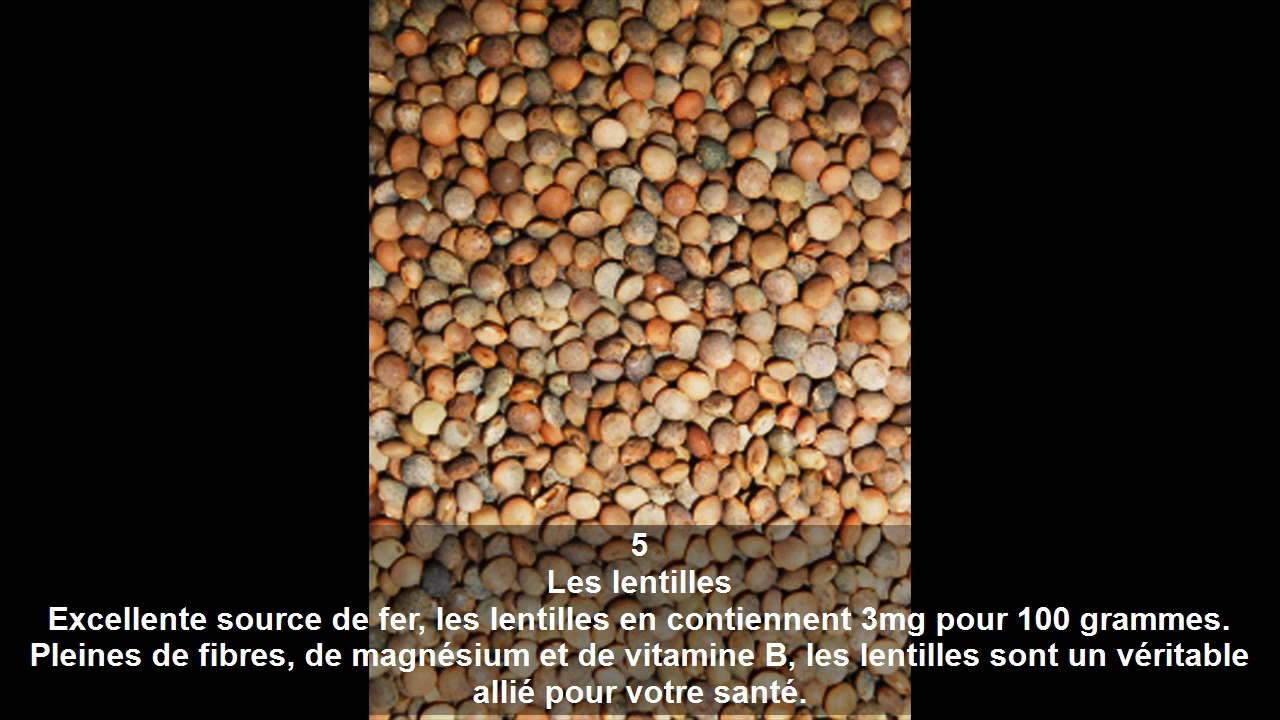 5
Les lentilles
Excellente source de fer, les lentilles en contiennent 3mg pour 100 grammes.
Pleines de fibres, de magnésium et de vitamine B, les lentilles sont un véritable
allié pour votre santé.